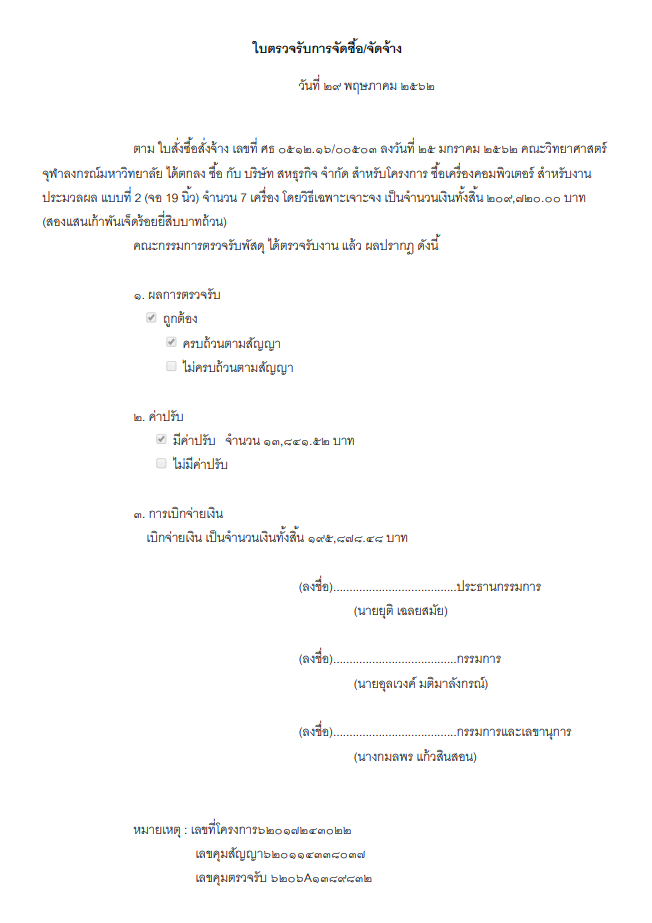 ใบตรวจรับการจัดซื้อ/จัดจ้าง
วันที่ ๒๙ พฤษภาคม ๒๕๖๒
ตาม ใบสั่งซื้อสั่งจ้าง เลขที่ ศธ ๐๕๑๒.๑๖/๐๐๕๐๓ ลงวันที่ ๒๕ มกราคม ๒๕๖๒ คณะวิทยาศาสตร์
จุฬาลงกรณ์มหาวิทยาลัย ได้ตกลง ซื้อ กับ บริษัท สหธุรกิจ จำกัด สำหรับโครงการ ซื้อเครื่องคอมพิวเตอร์ สำหรับงาน
ประมวลผล แบบที่ 2 (จอ 19 นิ้ว) จำนวน 7 เครื่อง โดยวิธีเฉพาะเจาะจง เป็นจำนวนเงินทั้งสิ้น ๒๐๙,๗๒๐.๐๐ บาท
(สองแสนเก้าพันเจ็ดร้อยยี่สิบบาทถ้วน)
คณะกรรมการตรวจรับพัสดุ ได้ตรวจรับงาน แล้ว ผลปรากฏ ดังนี้
๑. ผลการตรวจรับ
ถูกต้อง
ครบถ้วนตามสัญญา
ไม่ครบถ้วนตามสัญญา
๒. ค่าปรับ
มีค่าปรับ จำนวน ๑๓,๘๔๑.๕๒ บาท
ไม่มีค่าปรับ
๓. การเบิกจ่ายเงิน
เบิกจ่ายเงิน เป็นจำนวนเงินทั้งสิ้น ๑๙๕,๘๗๘.๔๘ บาท
(ลงชื่อ)......................................ประธานกรรมการ
(นายยุติ เฉลยสมัย)
(ลงชื่อ)......................................กรรมการ
(นายอุลเวงค์ มติมาลังกรณ์)
(ลงชื่อ)......................................กรรมการและเลขานุการ
(นางกมลพร แก้วสินสอน)
หมายเหตุ : เลขที่โครงการ๖๒๐๑๗๒๔๓๐๒๒
เลขคุมสัญญา๖๒๐๑๑๔๓๓๘๐๓๗
เลขคุมตรวจรับ ๖๒๐๖A๑๓๘๙๘๓๒